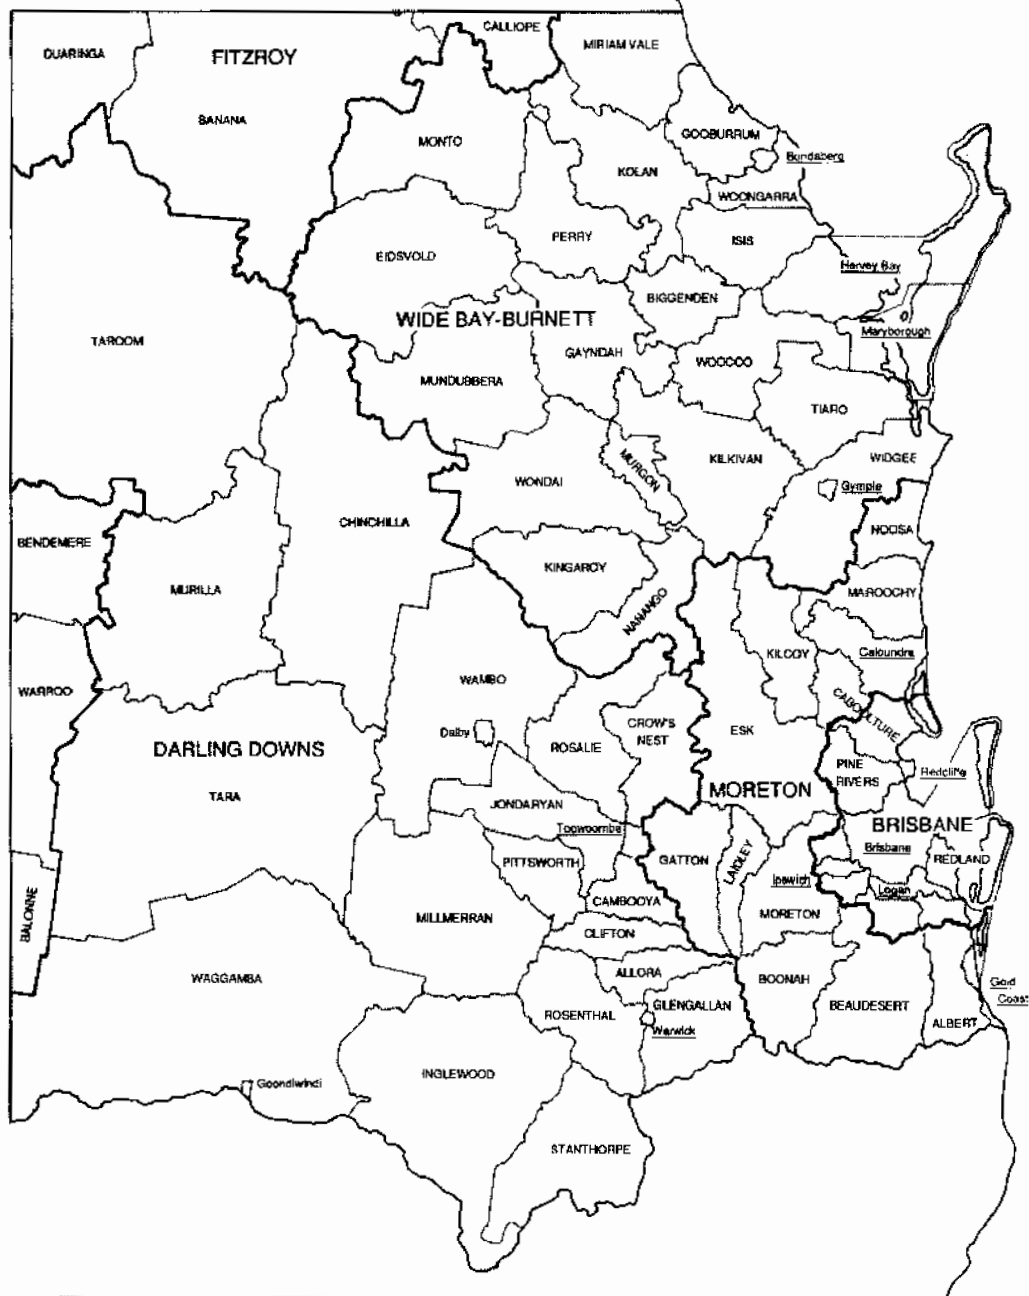 CALLIOPE
MIRIAM VALE
DUARINGA
FITZROY
BANANA
MONTO
GOOBURRUM
Bundaberg
KOLAN
WOONGARRA
PERRY
ISIS
EIDSVOLD
Hervey Bay
BIGGENDEN
WIDE BAY-BURNETT
Maryborough
TAROOM
GAYNDAH
WOOCOO
MUNDUBBERA
TIARO
MURGON
KILKIVAN
WIDGEE
WONDAI
Gympie
CHINCHILLA
NOOSA
BENDEMERE
KINGAROY
MURILLA
MAROOCHY
NANANGO
KILCOY
Caloundra
WARROO
WAMBO
CABOOLTURE
CROW'S
NEST
Dalby
ESK
DARLING DOWNS
ROSALIE
PINE
RIVERS
Redcliffe
TARA
MORETON
JONDARYAN
Toowoomba
BRISBANE
Brisbane
PITTSWORTH
GATTON
LAIDLEY
REDLAND
Ipswich
Logan
BALONNE
CAMBOOYA
MILLMERRAN
MORETON
CLIFTON
ALLORA
WAGGAMBA
BOONAH
Gold
Coast
GLENGALLAN
BEAUDESERT
ROSENTHAL
ALBERT
Warwick
INGLEWOOD
Goondiwindi
STANTHORPE